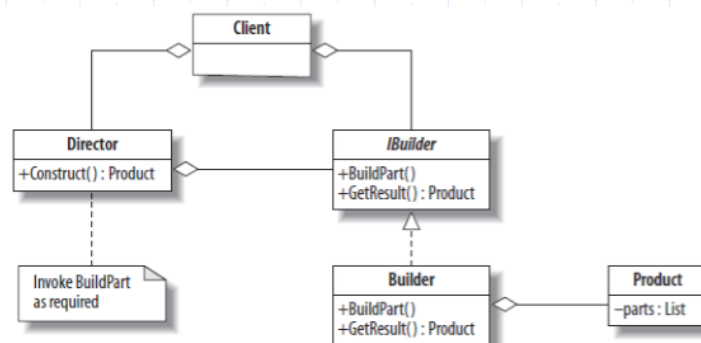 Client
Director
+Construct() : Product
IBuilder
+BuildPart()
+GetResult() : Product
Invoke BuildPart
as required
Builder
+BuildPart()
+GetResult() : Product
Product
–parts : List